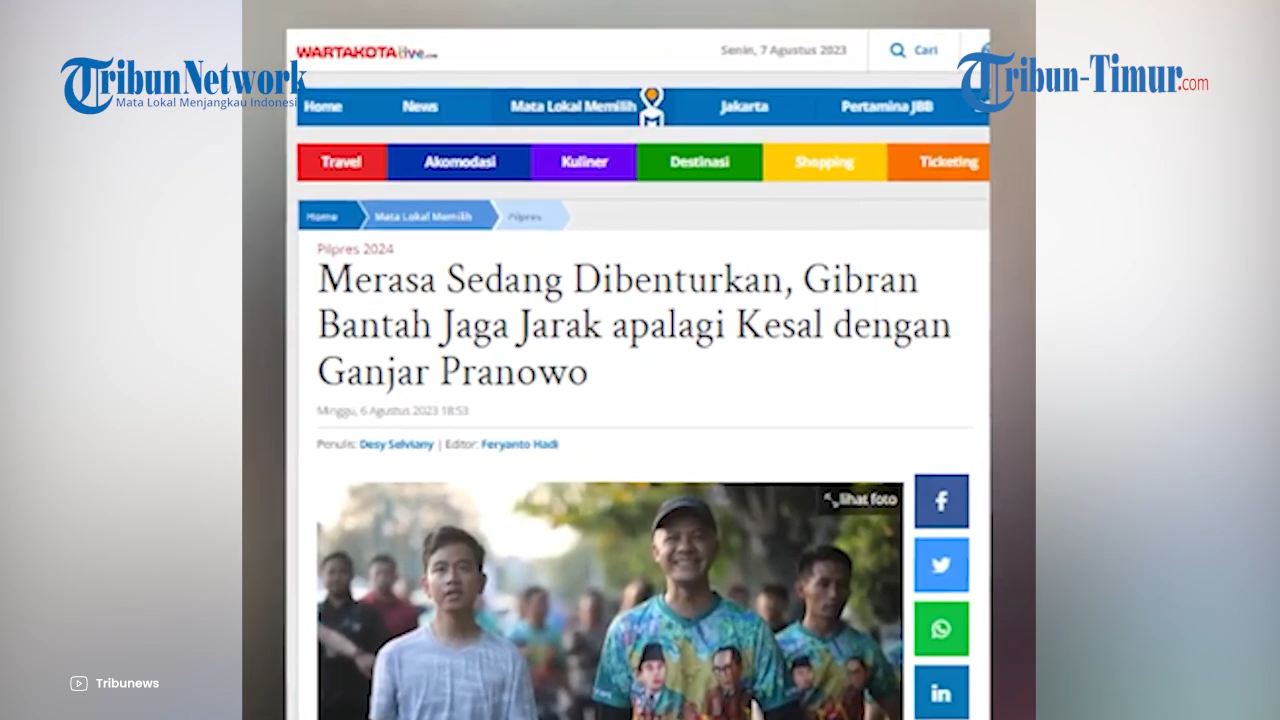 TribunNetwork
Mata Lokal Menjangkau Indonesi
Tribun-Timur.com
WARTAKOTAlive.com
Senin, 7 Agustus 2023
Cari
Home
News
Mata Lokal Memilih
Jakarta
Pertamina JBB
Travel
Akomodasi
Kuliner
Destinasi
Shopping
Ticketing
Home
Mata Lokal Memilih
Pilpres
Pilpres 2024
Merasa Sedang Dibenturkan, Gibran
Bantah Jaga Jarak apalagi Kesal dengan
Ganjar Pranowo
Minggu, 6 Agustus 2023 18:53
Penulis: Desy Selviany | Editor: Feryanto Hadi
lihat foto
Tribunews